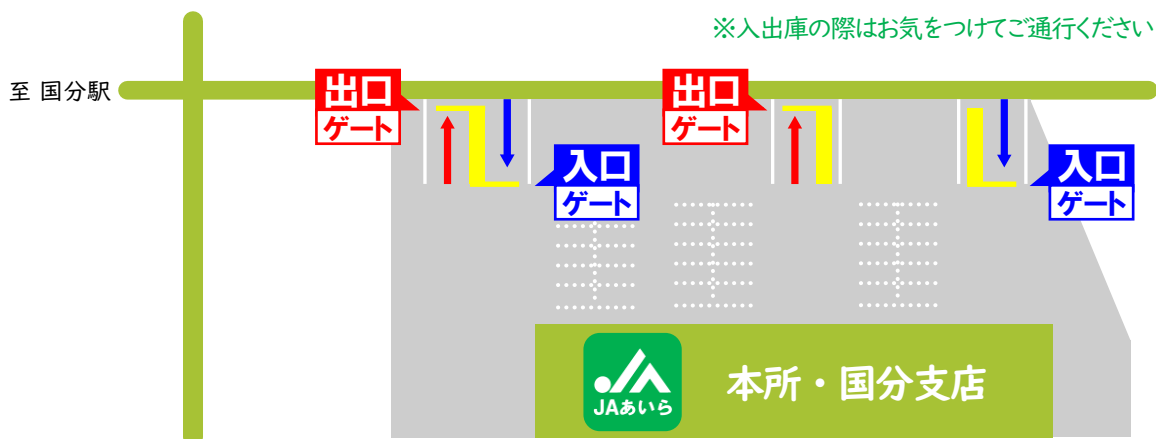 ※入出庫の際はお気をつけてご通行ください
至 国分駅
出口
ゲート
出口
ゲート
入口
ゲート
入口
ゲート
JAあいら
本所・国分支店